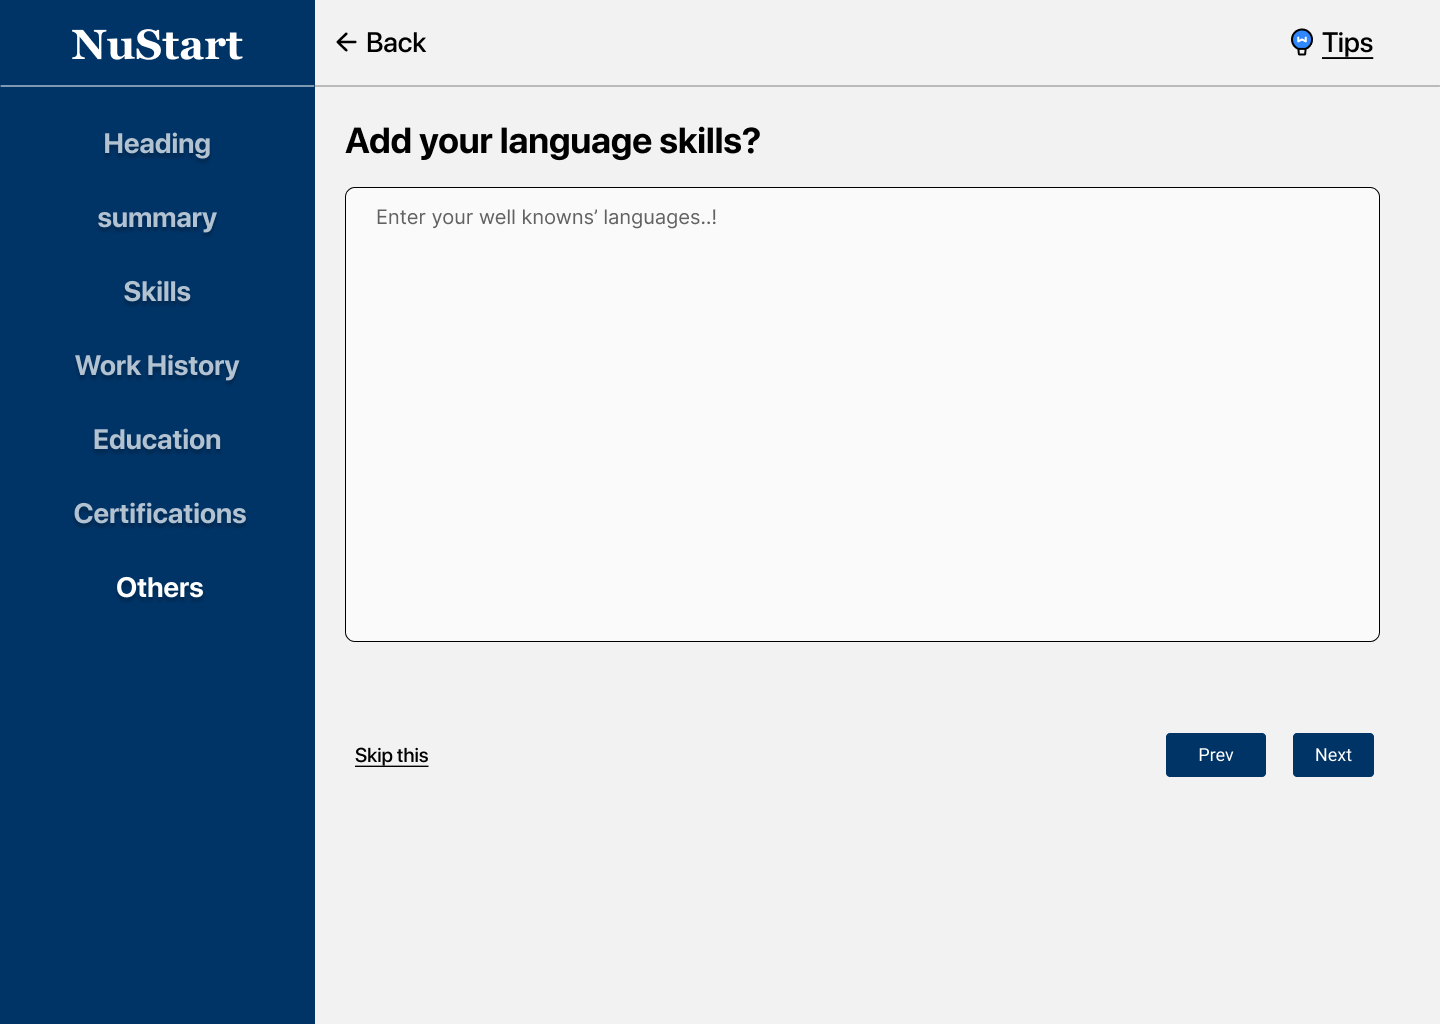 NuStart
Back
Tips
Heading
summary
Skills
Work History
Education
Certifications
Others
Add your language skills?
Enter your well knowns’ languages..!
Skip this
Prev
Next